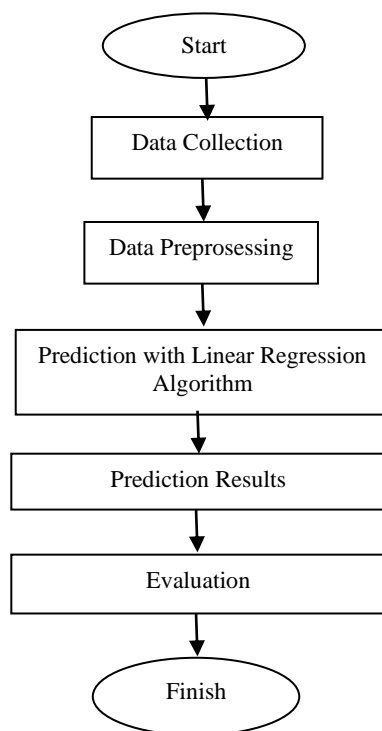 Start
Data Collection
Data Preprosessing
Prediction with Linear Regression
Algorithm
Prediction Results
Evaluation
Finish